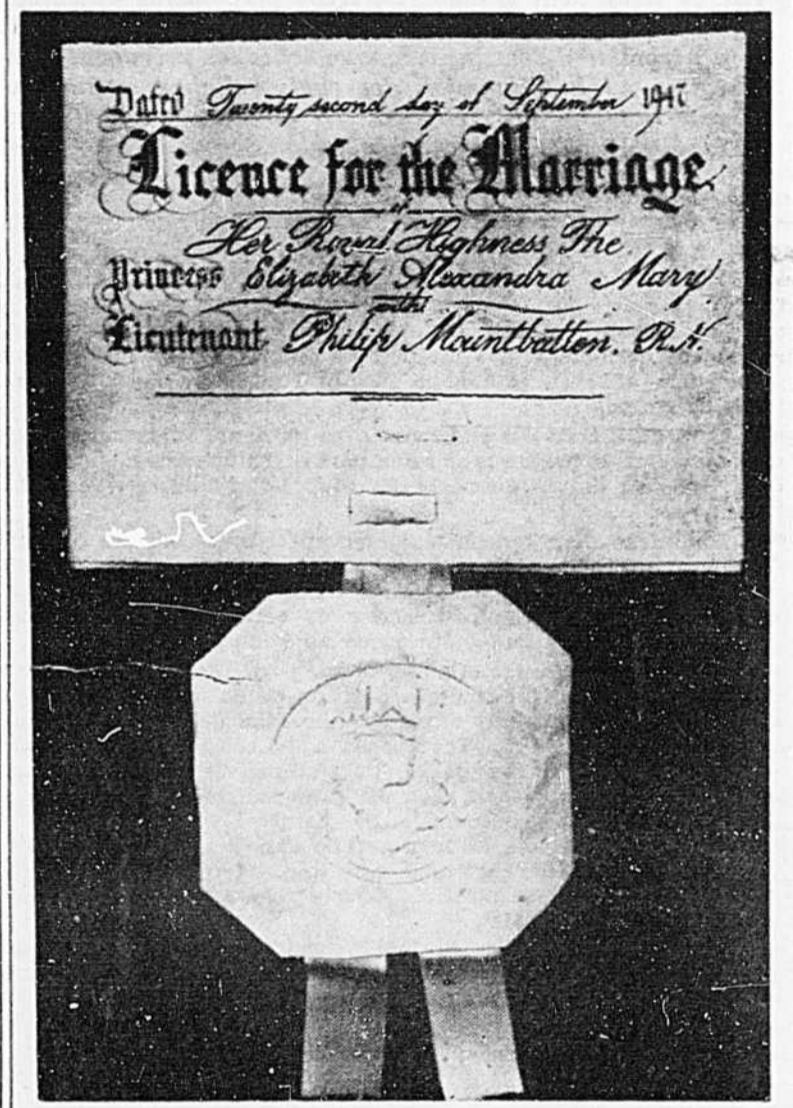 Dated Twenty second day of September 1947
Licence for the Marriage
of
Her Royal Highness The
Princess Elizabeth Alexandra Mary
with
Lieutenant Philip Mountbatten. R.N.